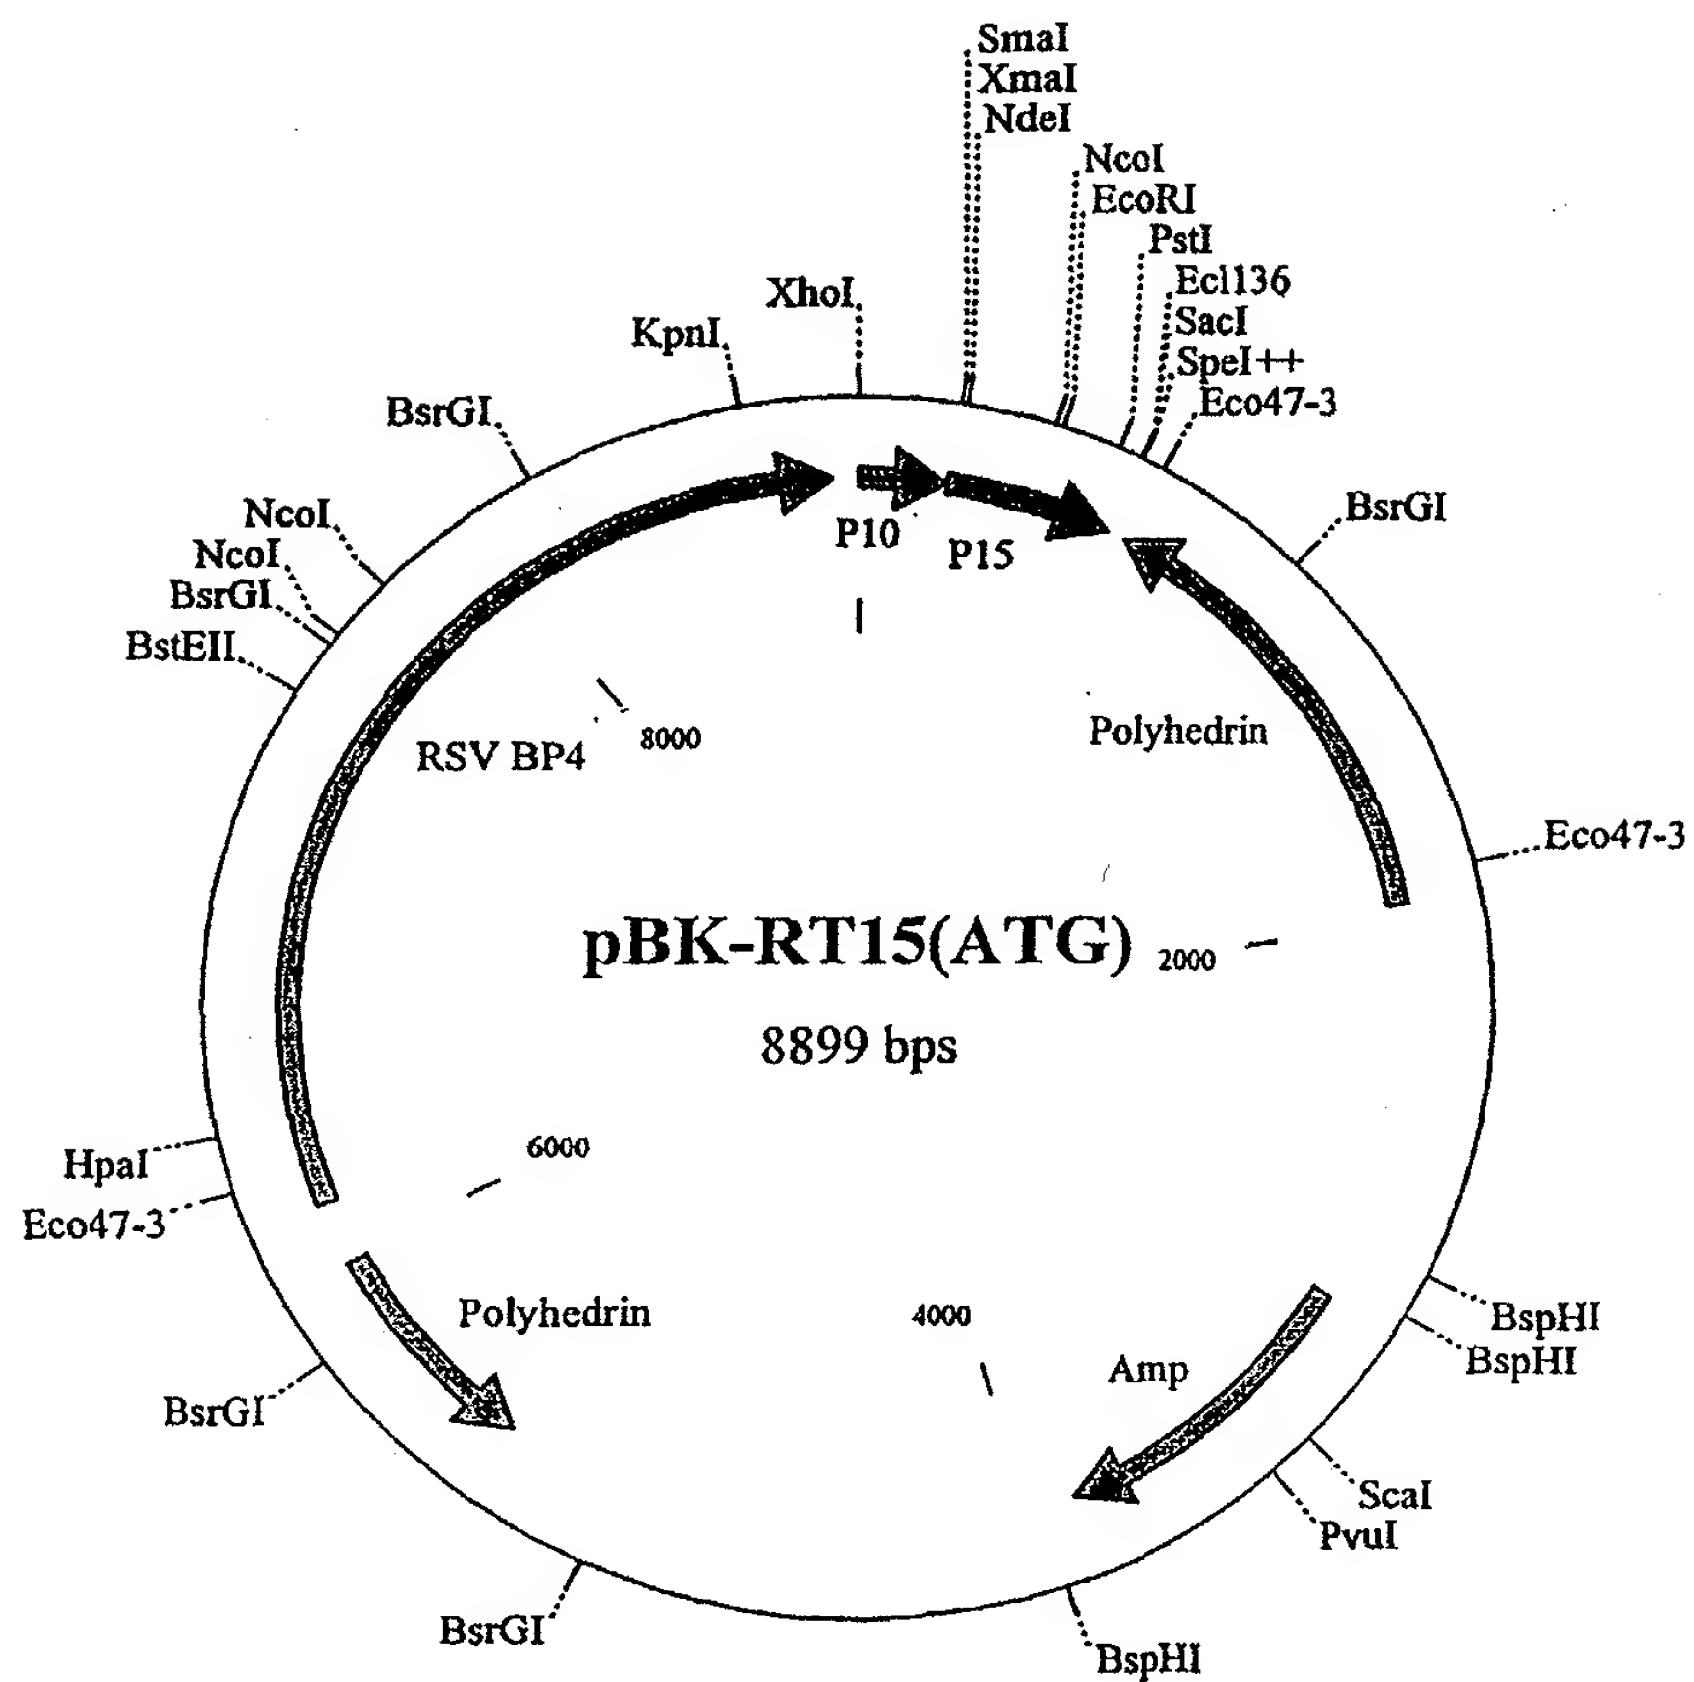 SmaI
XmaI
NdeI
NcoI
EcoRI
PstI
Ecl136
SacI
SpeI++
Eco47-3
XhoI
KpnI
BsrGI
NcoI
NcoI
BsrGI
BstEII
BsrGI
P10
P15
Polyhedrin
8000
RSV BP4
Eco47-3
pBK-RT15(ATG)
2000
8899 bps
6000
HpaI
Eco47-3
Polyhedrin
4000
Amp
BspHI
BspHI
BsrGI
ScaI
PvuI
BsrGI
BspHI